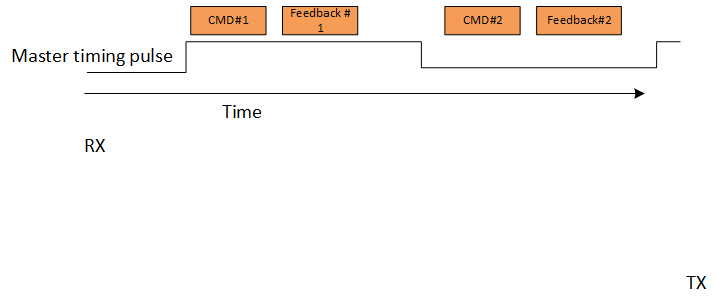 CMD#1
Feedback #
1
CMD#2
Feedback#2
Master timing pulse
Time
RX
TX